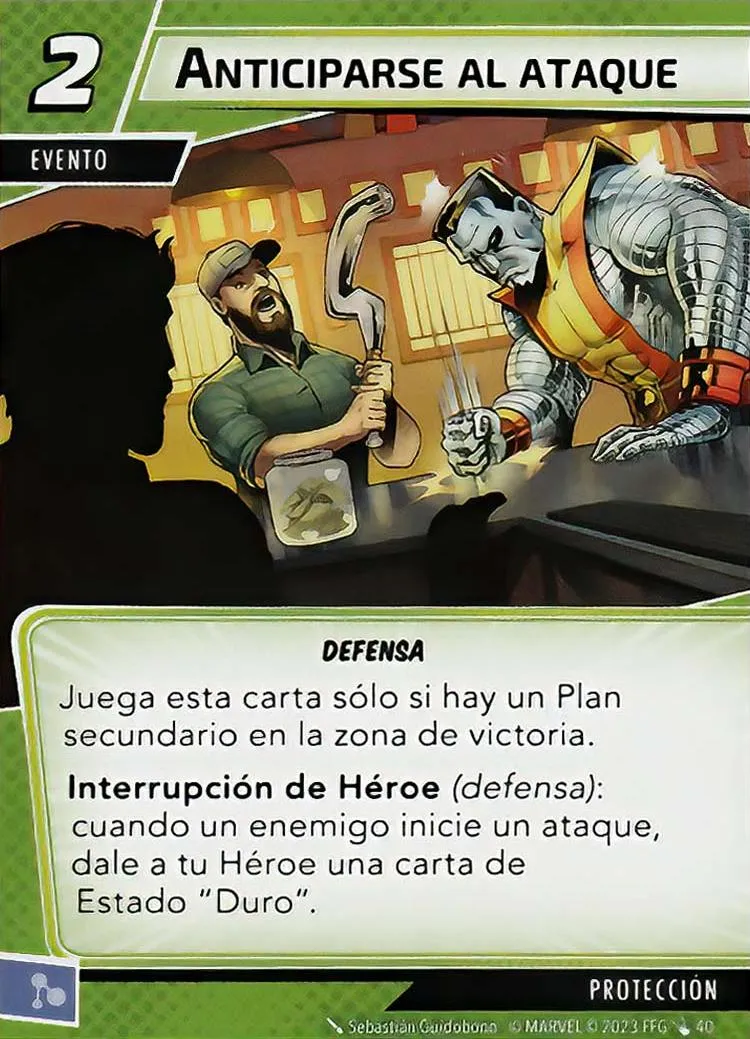 2
ANTICIPARSE AL ATAQUE
EVENTO
DEFENSA
Juega esta carta sólo si hay un Plan
secundario en la zona de victoria.
Interrupción de Héroe (defensa):
cuando un enemigo inicie un ataque,
dale a tu Héroe una carta de
Estado "Duro".
PROTECCIÓN
Sebastián Guidobono © MARVEL © 2023 FFG 40